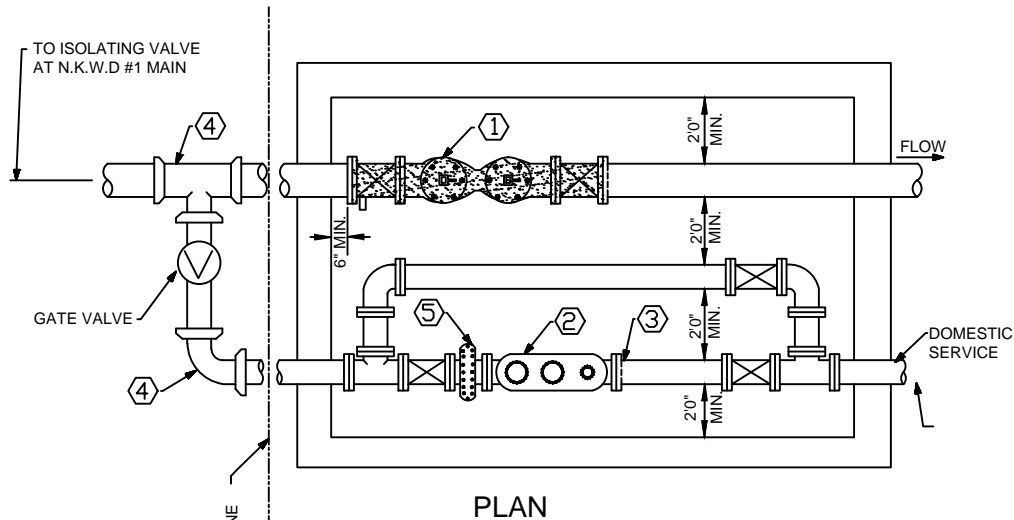 TO ISOLATING VALVE
AT N.K.W.D #1 MAIN
4
1
2'0"
MIN.
FLOW
6" MIN.
2'0"
MIN.
GATE VALVE
5
2
3
2'0"
MIN.
DOMESTIC
SERVICE
4
2'0"
MIN.
NE
PLAN